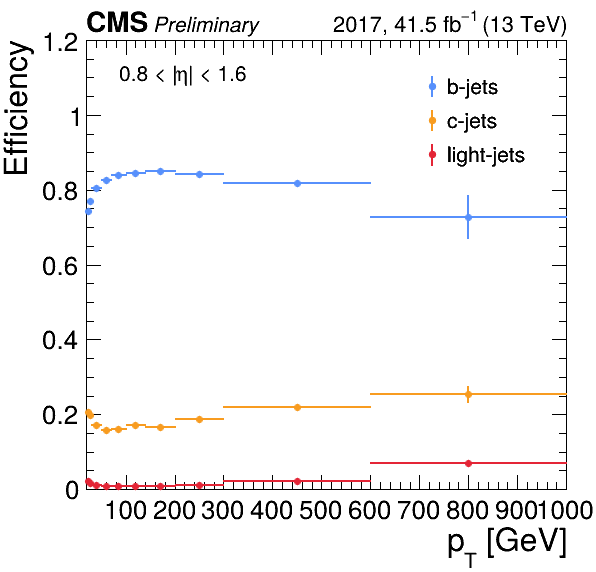 CMS Preliminary 2017, 41.5 fb⁻¹ (13 TeV)
0.8 < |η| < 1.6
b-jets
c-jets
light-jets
Efficiency
1.2
1
0.8
0.6
0.4
0.2
0
100 200 300 400 500 600 700 800 900 1000
p_T [GeV]